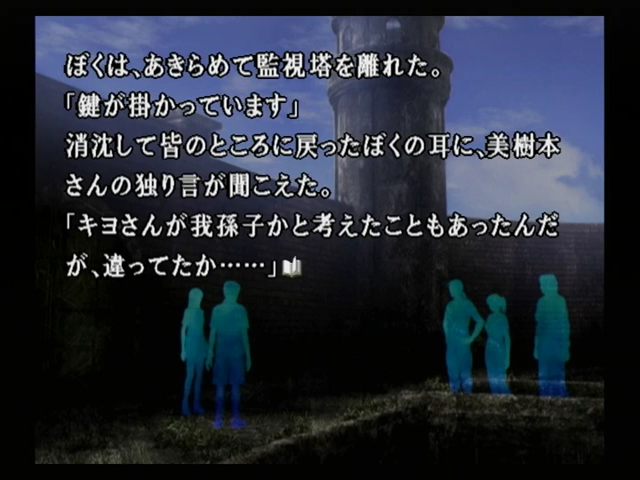 ぼくは、あきらめて監視塔を離れた。
「鍵が掛かっています」
消沈して皆のところに戻ったぼくの耳に、美樹本
さんの独り言が聞こえた。
「キヨさんが我孫子かと考えたこともあったんだ
が、違ってたか……」